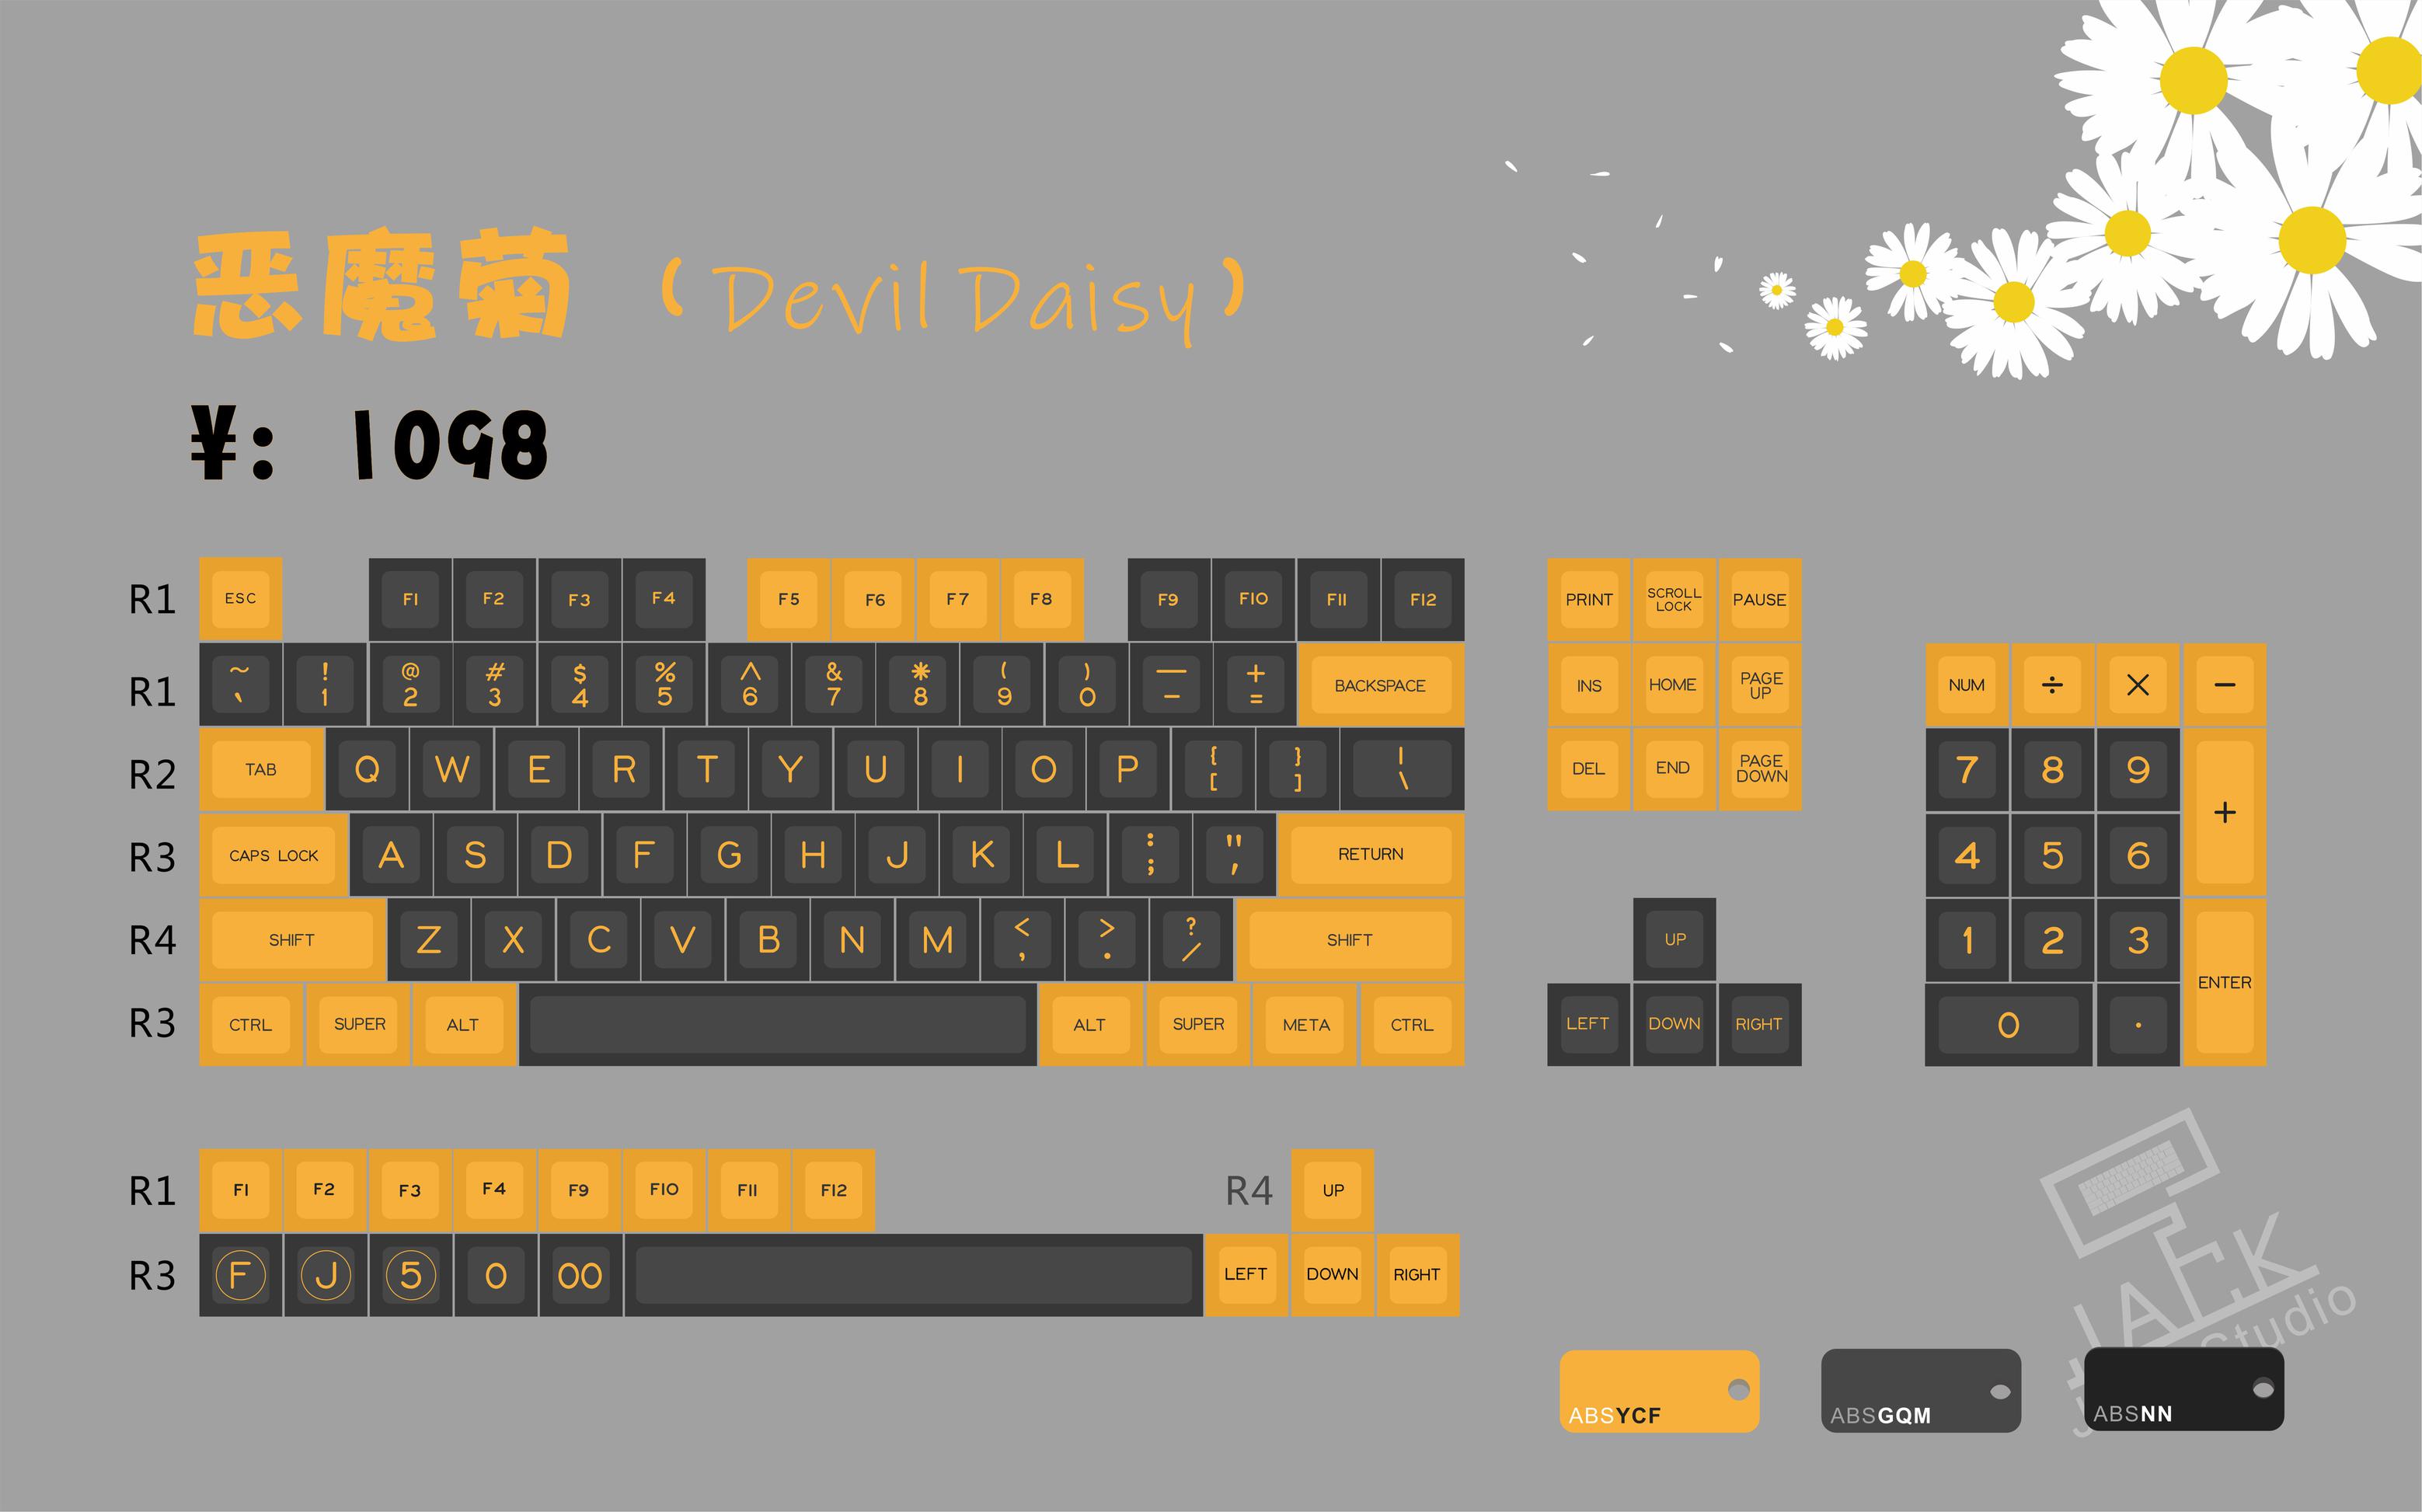 恶魔菊 (Devil Daisy)
¥: 1098
R1 ESC F1 F2 F3 F4 F5 F6 F7 F8 F9 F10 F11 F12 PRINT SCROLL LOCK PAUSE
R1 ~ ` ! 1 @ 2 # 3 $ 4 % 5 ^ 6 & 7 * 8 ( 9 ) 0 — - + = BACKSPACE INS HOME PAGE UP NUM ÷ × −
R2 TAB Q W E R T Y U I O P { [ } ] | \ DEL END PAGE DOWN 7 8 9 +
R3 CAPS LOCK A S D F G H J K L : ; " , RETURN 4 5 6
R4 SHIFT Z X C V B N M < , > . ? / SHIFT UP 1 2 3 ENTER
R3 CTRL SUPER ALT ALT SUPER META CTRL LEFT DOWN RIGHT 0 ·
R1 F1 F2 F3 F4 F9 F10 F11 F12 R4 UP
R3 F J 5 0 00 LEFT DOWN RIGHT
Studio
ABSYCF ABSGQM ABSNN